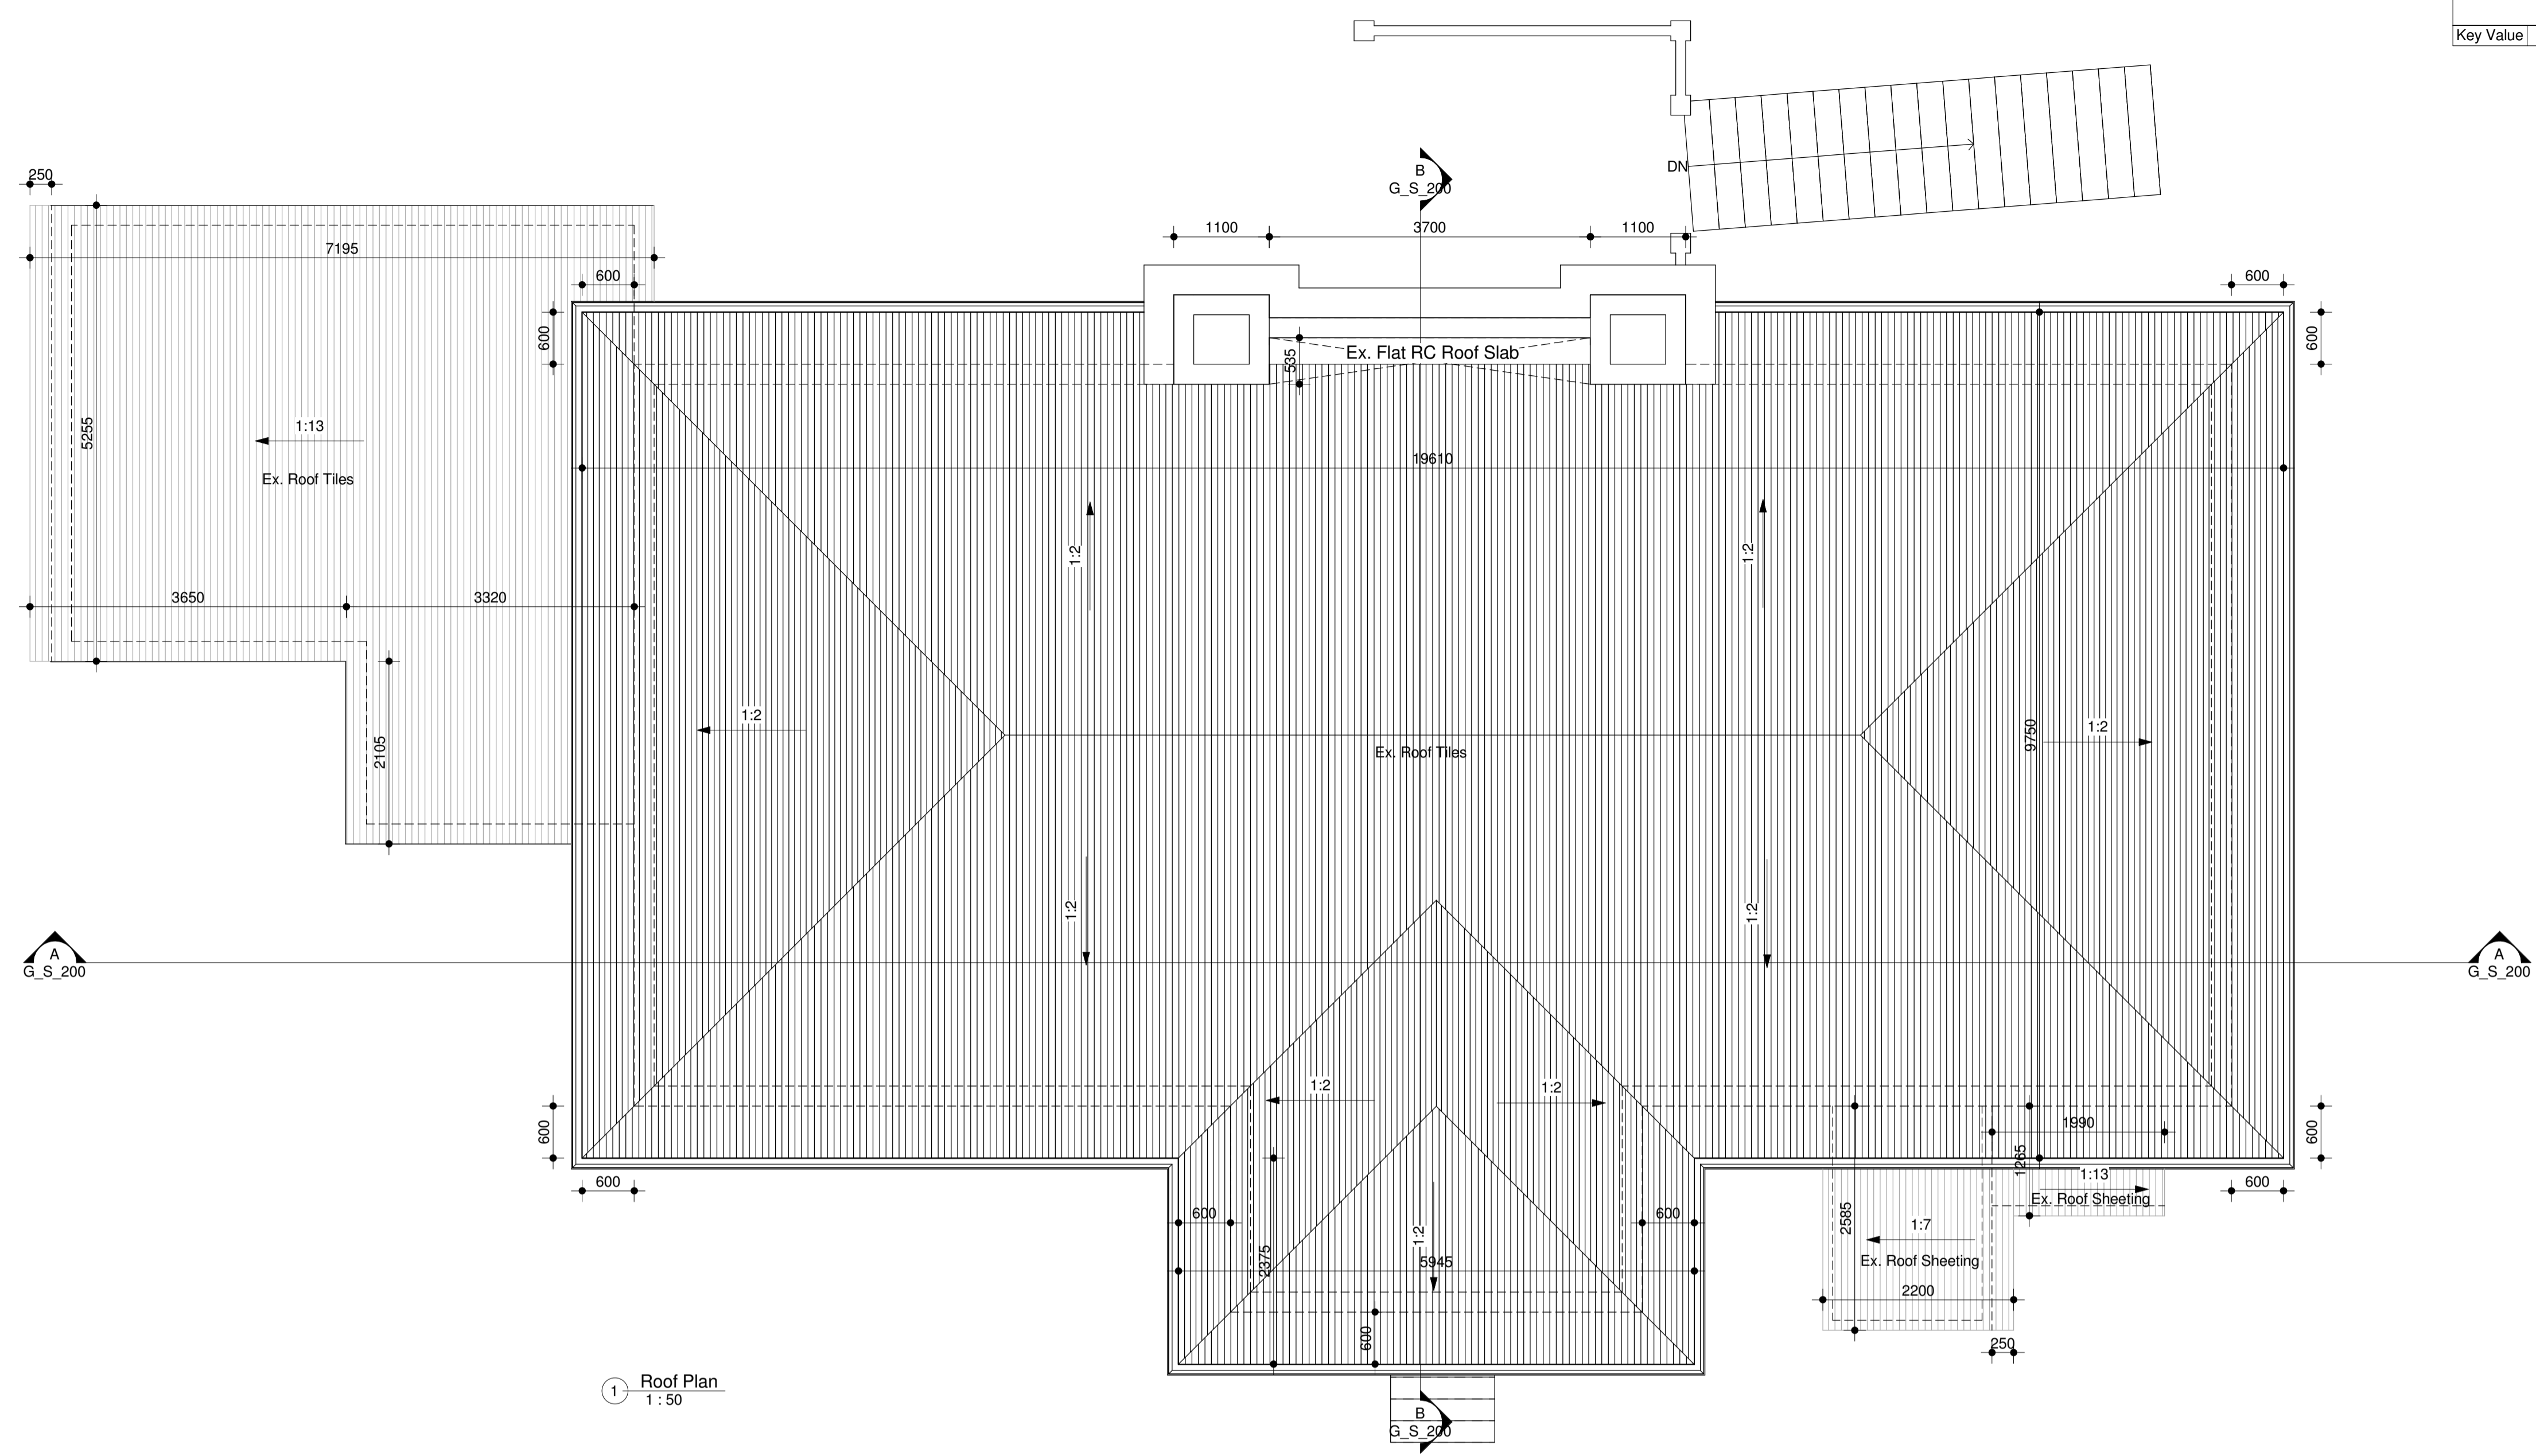 Key Value
DN
B
G_S_200
250
1100
3700
1100
7195
600
600
600
600
535
Ex. Flat RC Roof Slab
5255
1:13
Ex. Roof Tiles
19610
1:2
1:2
3650
3320
2105
1:2
Ex. Roof Tiles
9750
1:2
1:2
1:2
A
G_S_200
A
G_S_200
1:2
1:2
600
600
1990
1265
1:13
Ex. Roof Sheeting
600
600
600
600
2585
1:7
Ex. Roof Sheeting
2375
1:2
5945
2200
600
250
1
Roof Plan
1 : 50
B
G_S_200